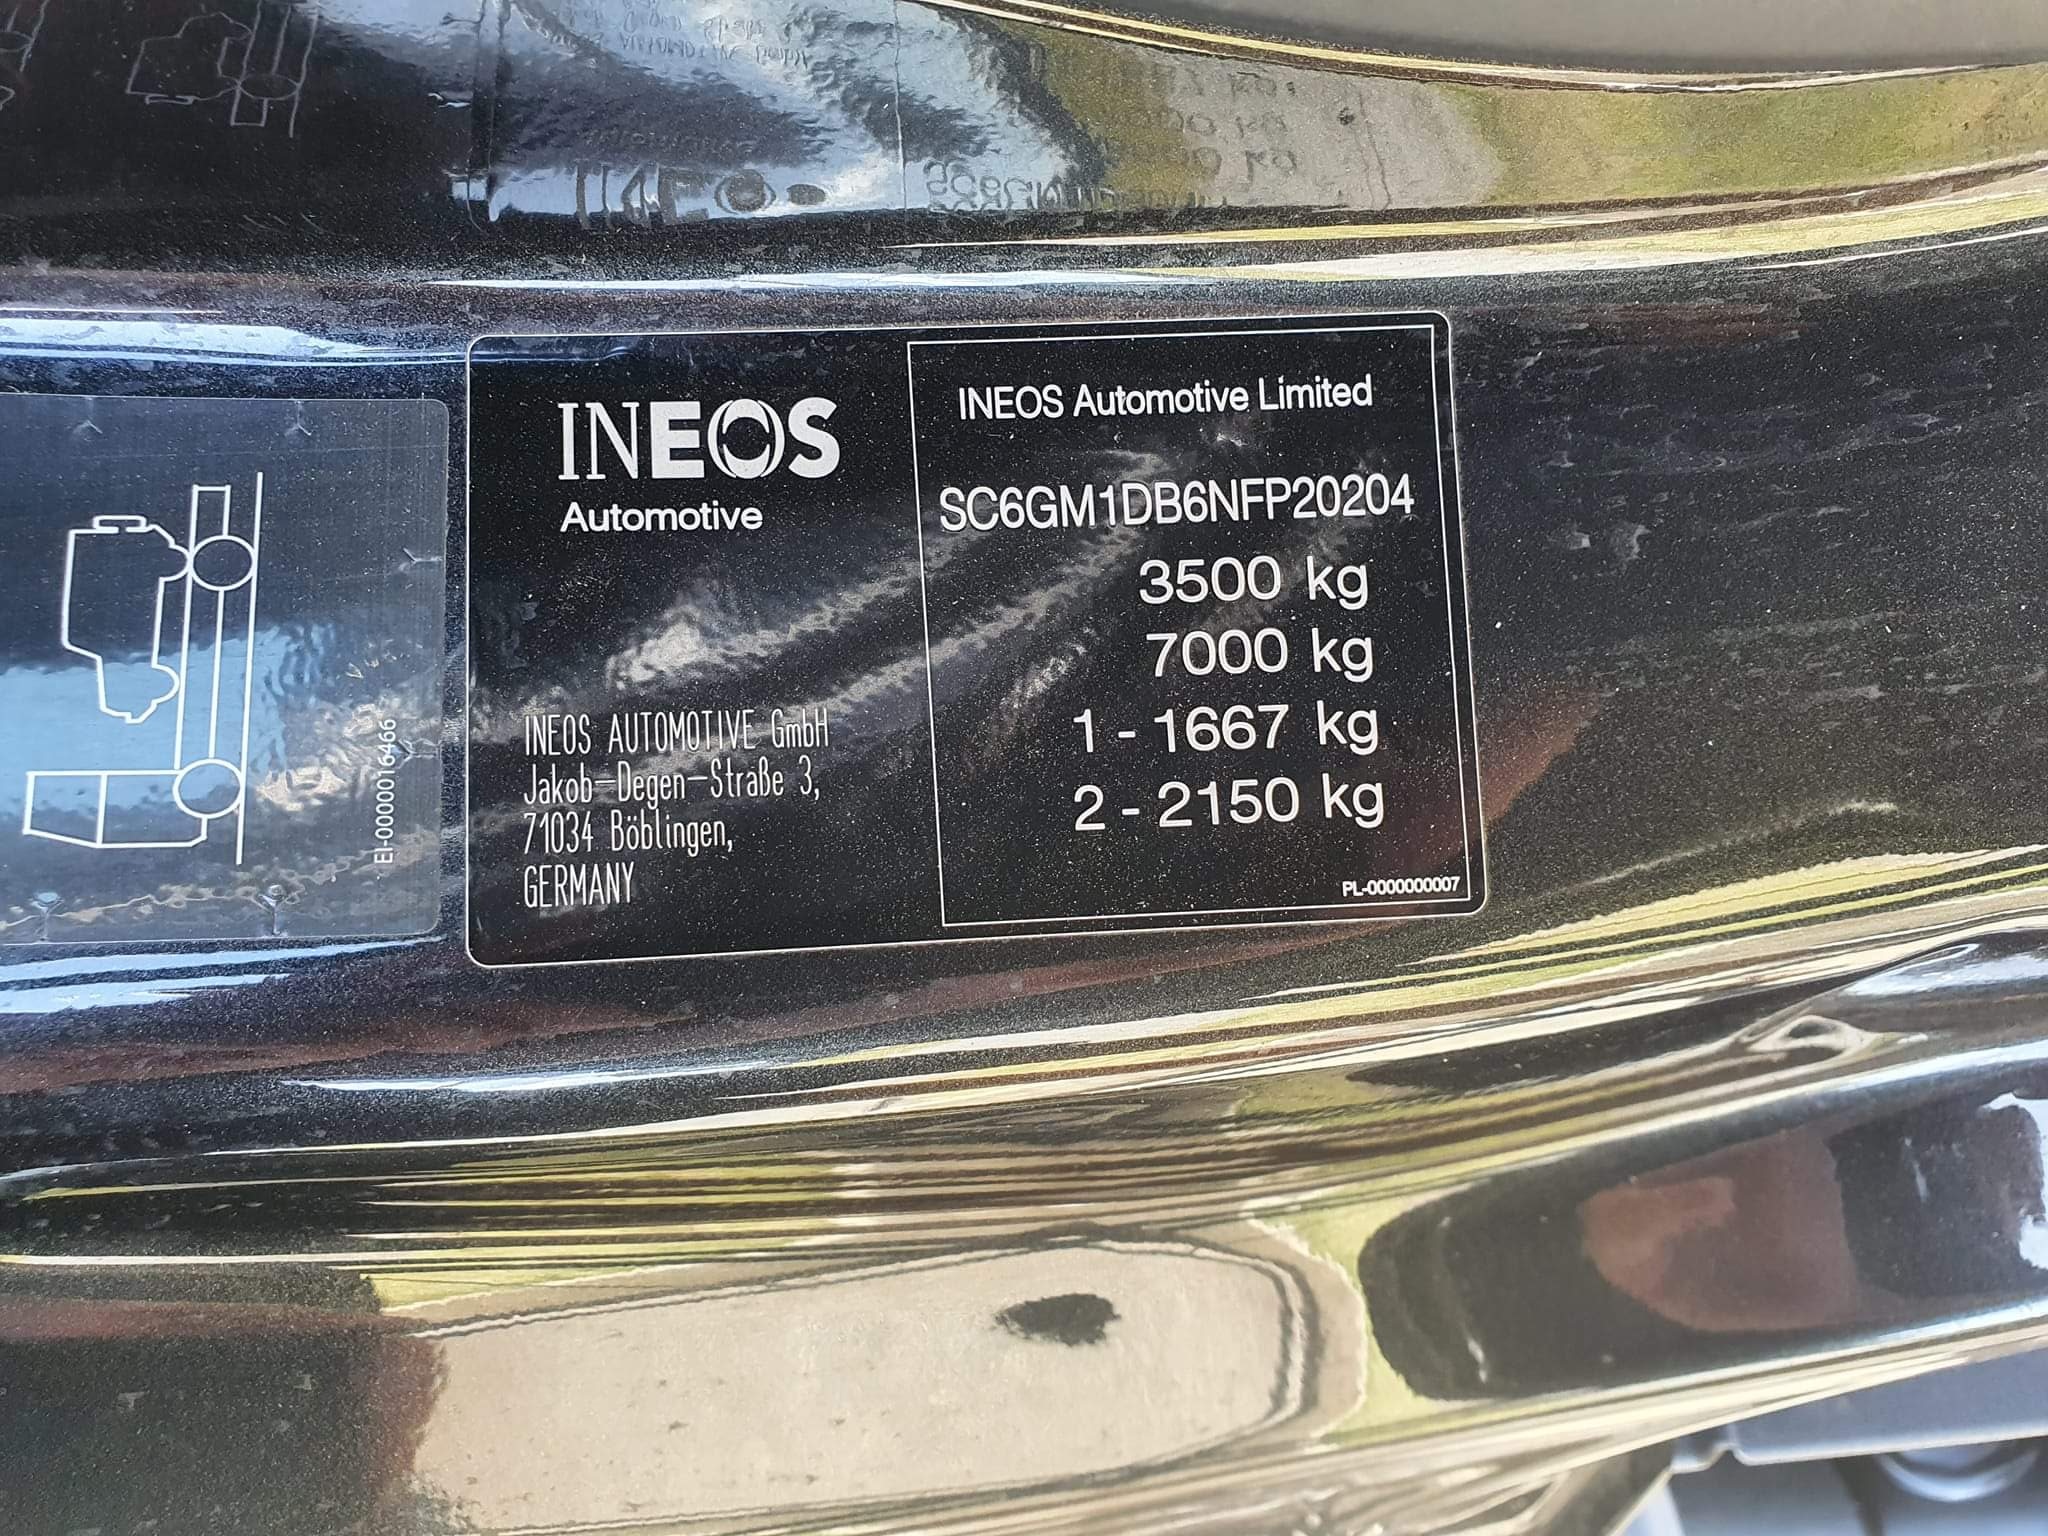 INEOS
Automotive
INEOS AUTOMOTIVE GmbH
Jakob-Degen-Straße 3,
71034 Böblingen,
GERMANY
INEOS Automotive Limited
SC6GM1DB6NFP20204
3500 kg
7000 kg
1 - 1667 kg
2 - 2150 kg
PL-0000000007
EI-0000016466